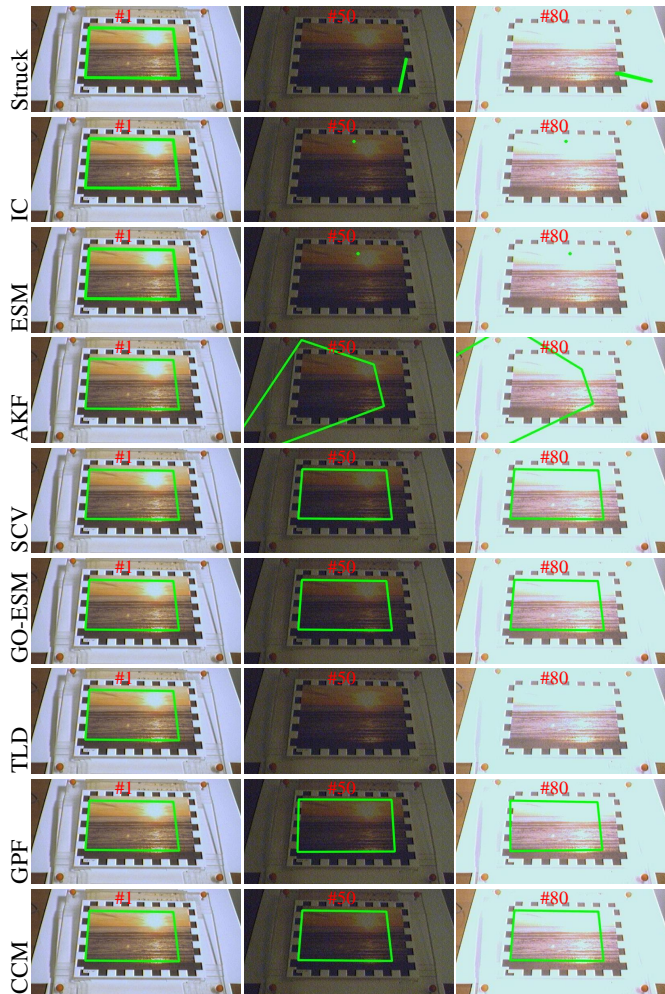 Struck #1 #50 #80
IC #1 #50 #80
ESM #1 #50 #80
AKF #1 #50 #80
SCV #1 #50 #80
GO-ESM #1 #50 #80
TLD #1 #50 #80
GPF #1 #50 #80
CCM #1 #50 #80